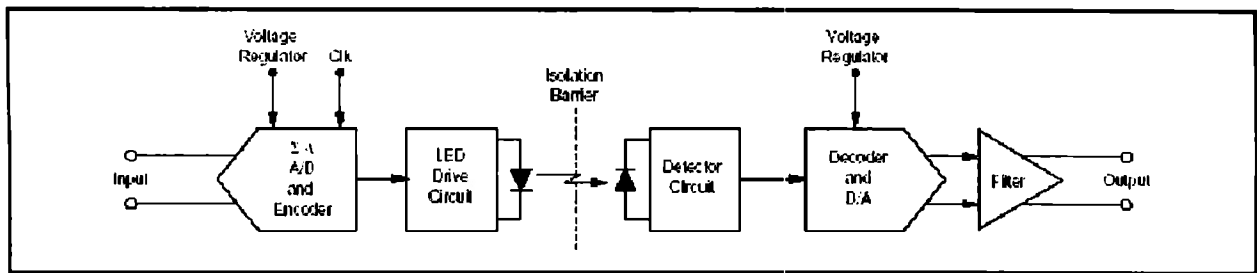 Voltage
Regulator
Clk
Isolation
Barrier
Voltage
Regulator
Input
A/D
and
Encoder
LED
Drive
Circuit
Detector
Circuit
Decoder
and
D/A
Filter
Output